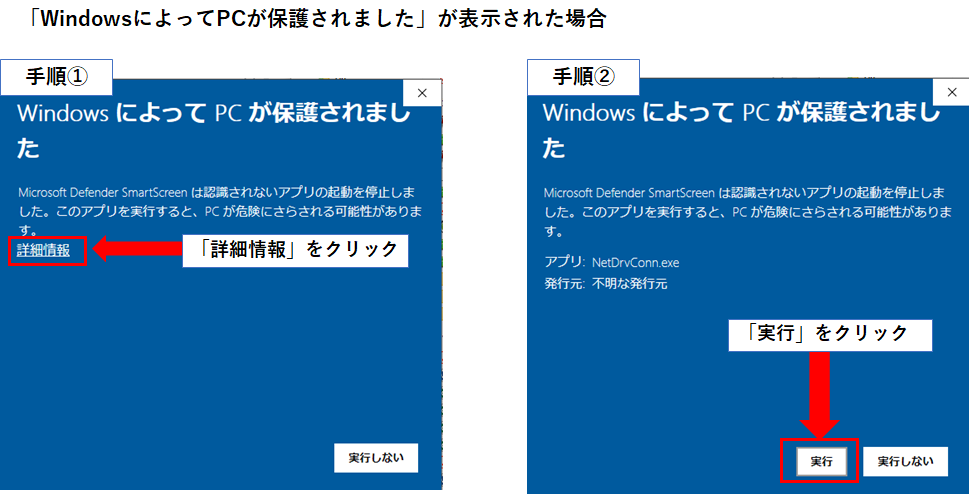 「WindowsによってPCが保護されました」が表示された場合
手順①
Windows によって PC が保護されまし
た
Microsoft Defender SmartScreen は認識されないアプリの起動を停止しま
した。このアプリを実行すると、PC が危険にさらされる可能性がありま
す。
詳細情報
「詳細情報」をクリック
実行しない
手順②
Windows によって PC が保護されまし
た
Microsoft Defender SmartScreen は認識されないアプリの起動を停止しま
した。このアプリを実行すると、PC が危険にさらされる可能性がありま
す。
アプリ: NetDrvConn.exe
発行元: 不明な発行元
「実行」をクリック
実行
実行しない